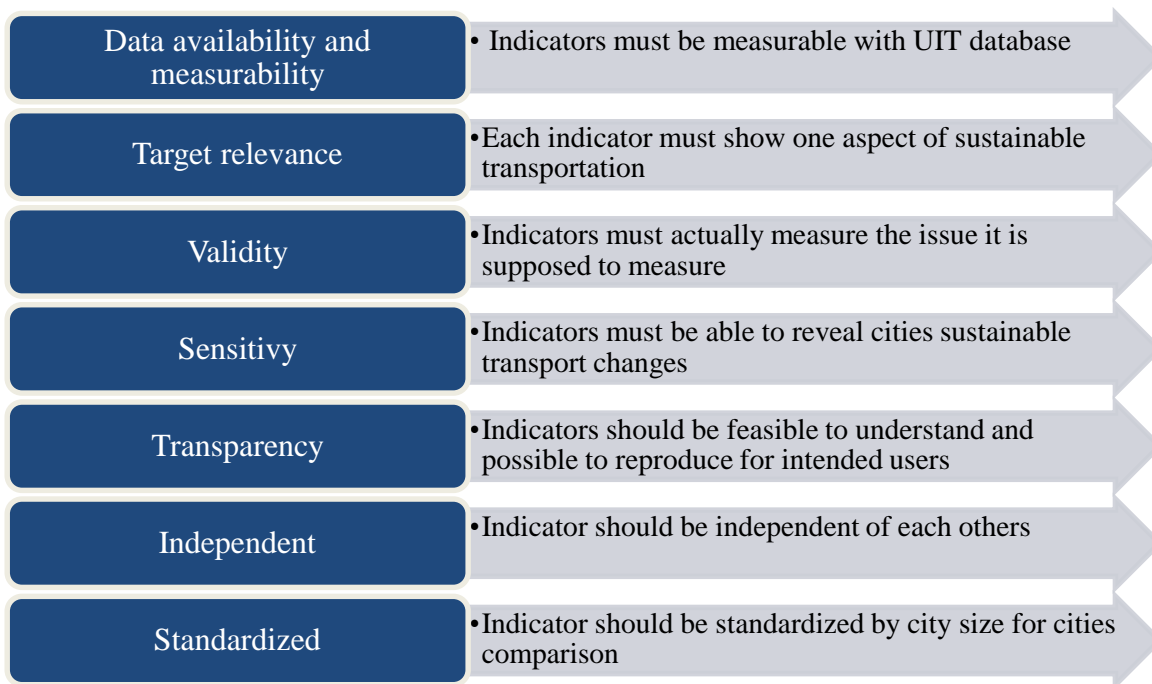 Data availability and
measurability
• Indicators must be measurable with UIT database
Target relevance
•Each indicator must show one aspect of sustainable
transportation
Validity
•Indicators must actually measure the issue it is
supposed to measure
Sensitivy
•Indicators must be able to reveal cities sustainable
transport changes
Transparency
•Indicators should be feasible to understand and
possible to reproduce for intended users
Independent
•Indicator should be independent of each others
Standardized
•Indicator should be standardized by city size for cities
comparison